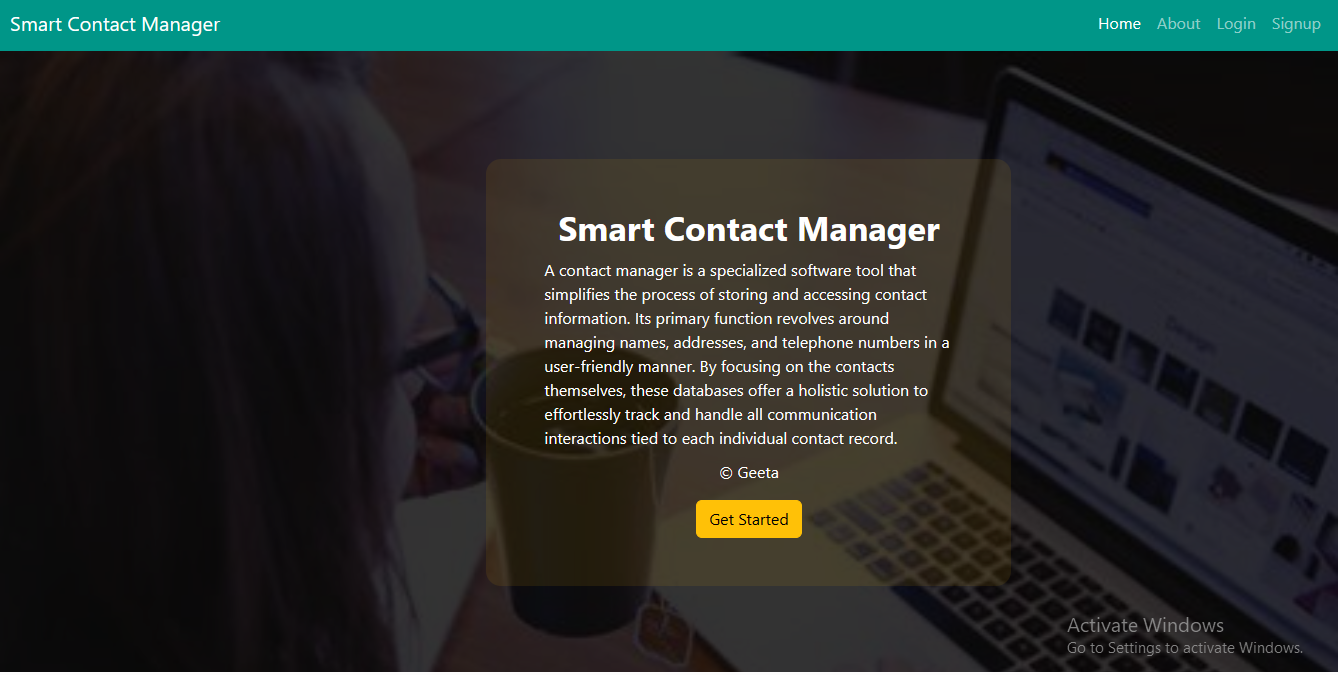 Smart Contact Manager
Home About Login Signup
Smart Contact Manager
A contact manager is a specialized software tool that
simplifies the process of storing and accessing contact
information. Its primary function revolves around
managing names, addresses, and telephone numbers in a
user-friendly manner. By focusing on the contacts
themselves, these databases offer a holistic solution to
effortlessly track and handle all communication
interactions tied to each individual contact record.
© Geeta
Get Started
Design
Activate Windows
Go to Settings to activate Windows.